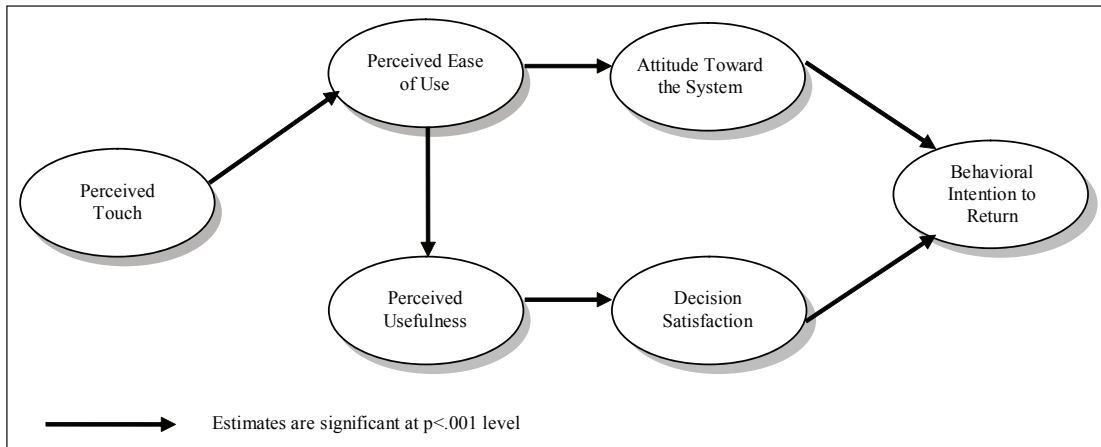 Perceived Ease
of Use
Attitude Toward
the System
Perceived
Touch
Behavioral
Intention to
Return
Perceived
Usefulness
Decision
Satisfaction
Estimates are significant at p<.001 level